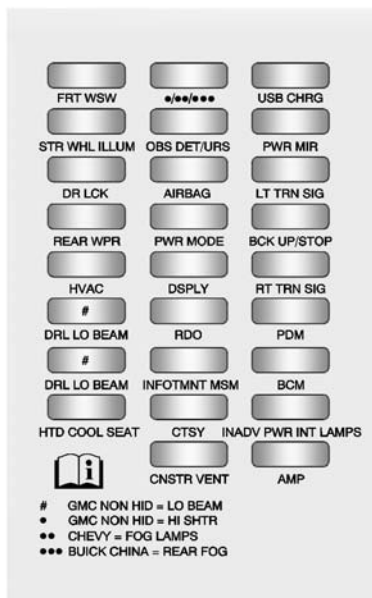 FRT WSW ●/●●/●●● USB CHRG
STR WHL ILLUM OBS DET/URS PWR MIR
DR LCK AIRBAG LT TRN SIG
REAR WPR PWR MODE BCK UP/STOP
HVAC DSPLY RT TRN SIG
#
DRL LO BEAM RDO PDM
#
DRL LO BEAM INFOTMNT MSM BCM
HTD COOL SEAT CTSY INADV PWR INT LAMPS
i
CNSTR VENT AMP
# GMC NON HID = LO BEAM
● GMC NON HID = HI SHTR
●● CHEVY = FOG LAMPS
●●● BUICK CHINA = REAR FOG